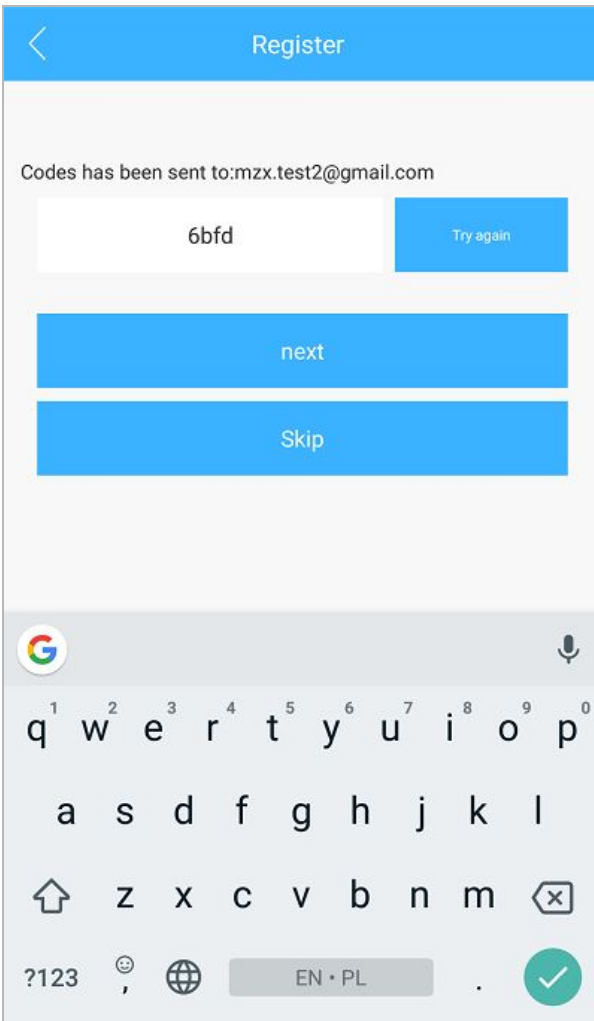 Register
Codes has been sent to:mzx.test2@gmail.com
6bfd Try again
next
Skip
G
1 2 3 4 5 6 7 8 9 0
q w e r t y u i o p
a s d f g h j k l
z x c v b n m
?123 , EN • PL .